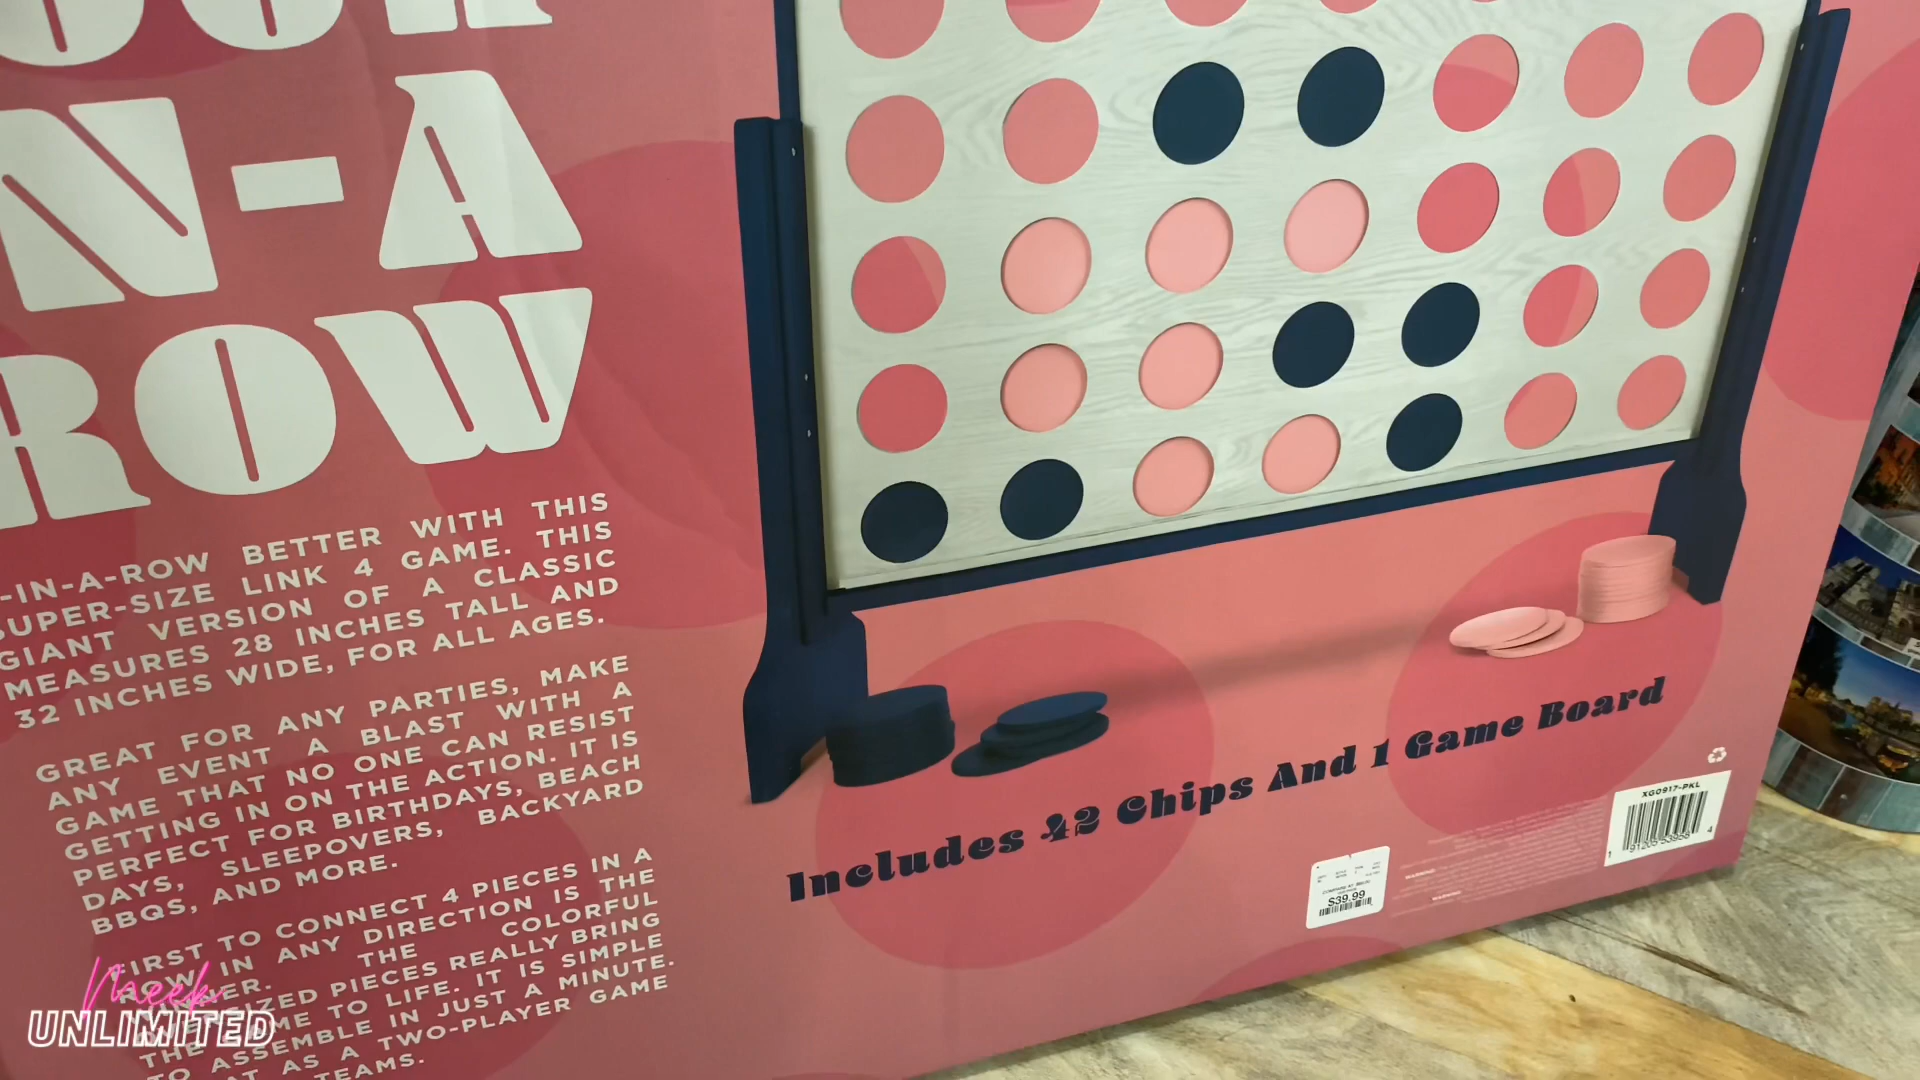 N-A
ROW
-IN-A-ROW BETTER WITH THIS
SUPER-SIZE LINK 4 GAME. THIS
GIANT VERSION OF A CLASSIC
MEASURES 28 INCHES TALL AND
32 INCHES WIDE, FOR ALL AGES.
GREAT FOR ANY PARTIES, MAKE
ANY EVENT A BLAST WITH A
GAME THAT NO ONE CAN RESIST
GETTING IN ON THE ACTION. IT IS
PERFECT FOR BIRTHDAYS, BEACH
DAYS, SLEEPOVERS, BACKYARD
BBQS, AND MORE.
FIRST TO CONNECT 4 PIECES IN A
ROW IN ANY DIRECTION IS THE
THE COLORFUL
PIECES REALLY BRING
THE GAME TO LIFE. IT IS SIMPLE
TO ASSEMBLE IN JUST A MINUTE.
AS A TWO-PLAYER GAME
TEAMS.
Includes 42 Chips And 1 Game Board
XG0917-PKL
$39.99
Meek
UNLIMITED